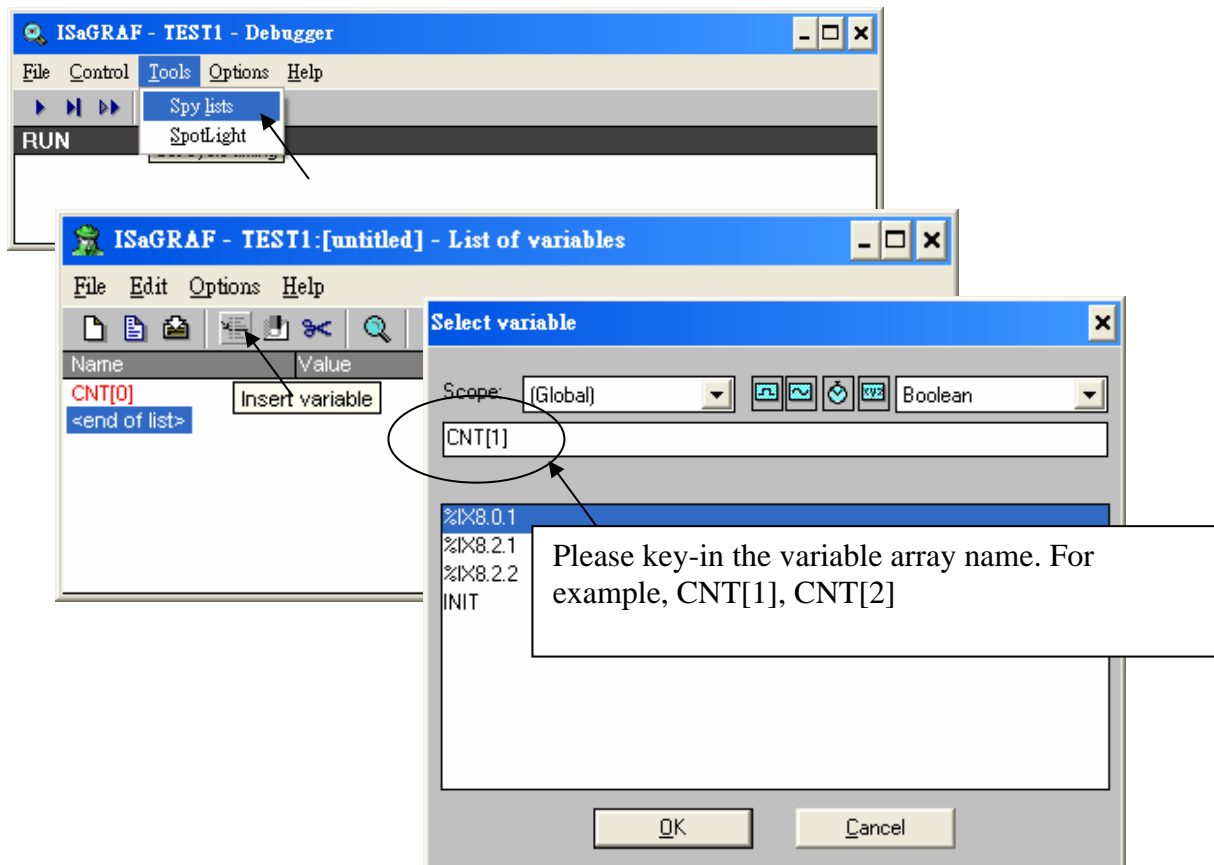 ISaGRAF - TEST1 - Debugger
File Control Tools Options Help
Spy lists
SpotLight
RUN
ISaGRAF - TEST1:[untitled] - List of variables
File Edit Options Help
Name Value
CNT[0]
<end of list>
Insert variable
Select variable
Scope: (Global) xyz Boolean
CNT[1]
%IX8.0.1
%IX8.2.1
%IX8.2.2
INIT
Please key-in the variable array name. For
example, CNT[1], CNT[2]
OK Cancel